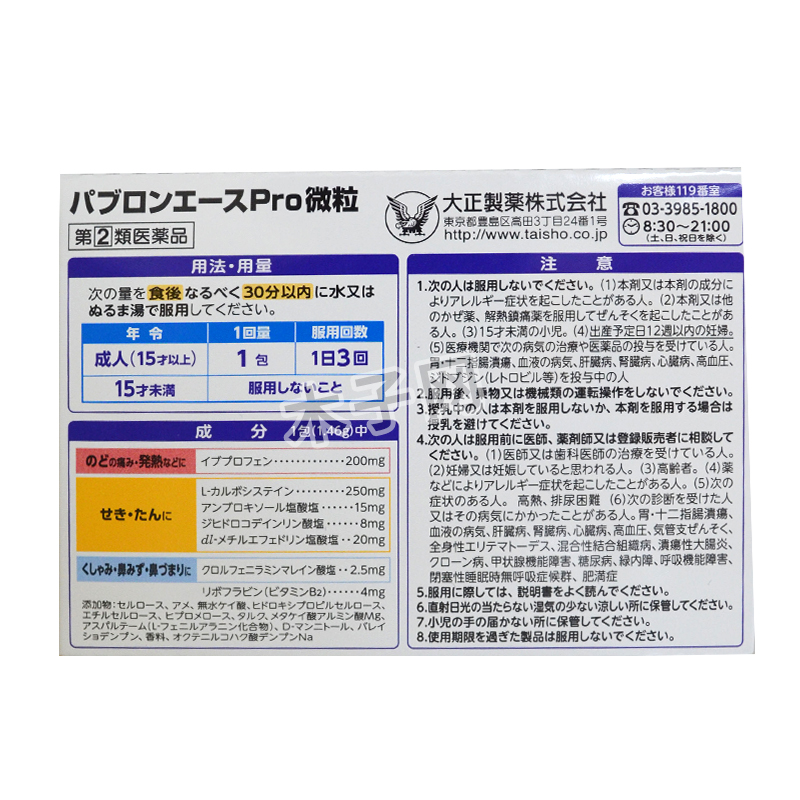 パブロンエースPro微粒
第②類医薬品
大正製薬株式会社
東京都豊島区高田3丁目24番1号
http://www.taisho.co.jp
お客様119番室
03-3985-1800
8:30～21:00
(土、日、祝日を除く)
用法・用量
次の量を食後なるべく30分以内に水又は
ぬるま湯で服用してください。
年令 1回量 服用回数
成人(15才以上) 1包 1日3回
15才未満 服用しないこと
成分 1包(1.46g)中
のどの痛み・発熱などに イブプロフェン………………200mg
せき・たんに
L-カルボシステイン…………250mg
アンブロキソール塩酸塩……15mg
ジヒドロコデインリン酸塩……8mg
dl-メチルエフェドリン塩酸塩‥20mg
くしゃみ・鼻みず・鼻づまりに クロルフェニラミンマレイン酸塩‥2.5mg
リボフラビン(ビタミンB2)……4mg
添加物:セルロース、アメ、無水ケイ酸、ヒドロキシプロピルセルロース、
エチルセルロース、ヒプロメロース、タルク、メタケイ酸アルミン酸Mg、
アスパルテーム(L-フェニルアラニン化合物)、D-マンニトール、バレイ
ショデンプン、香料、オクテニルコハク酸デンプンNa
注意
1.次の人は服用しないでください。(1)本剤又は本剤の成分に
よりアレルギー症状を起こしたことがある人。(2)本剤又は他
のかぜ薬、解熱鎮痛薬を服用してぜんそくを起こしたことがあ
る人。(3)15才未満の小児。(4)出産予定日12週以内の妊婦。
(5)医療機関で次の病気の治療や医薬品の投与を受けている人。
胃・十二指腸潰瘍、血液の病気、肝臓病、腎臓病、心臓病、高血圧、
ジドブジン(レトロビル等)を投与中の人
2.服用後、乗物又は機械類の運転操作をしないでください。
3.授乳中の人は本剤を服用しないか、本剤を服用する場合は
授乳を避けてください。
4.次の人は服用前に医師、薬剤師又は登録販売者に相談して
ください。(1)医師又は歯科医師の治療を受けている人。
(2)妊婦又は妊娠していると思われる人。(3)高齢者。(4)薬
などによりアレルギー症状を起こしたことがある人。(5)次の
症状のある人。高熱、排尿困難 (6)次の診断を受けた人
又はその病気にかかったことがある人。胃・十二指腸潰瘍、
血液の病気、肝臓病、腎臓病、心臓病、高血圧、気管支ぜんそく、
全身性エリテマトーデス、混合性結合組織病、潰瘍性大腸炎、
クローン病、甲状腺機能障害、糖尿病、緑内障、呼吸機能障害、
閉塞性睡眠時無呼吸症候群、肥満症
5.服用に際しては、説明書をよく読んでください。
6.直射日光の当たらない湿気の少ない涼しい所に保管してください。
7.小児の手の届かない所に保管してください。
8.使用期限を過ぎた製品は服用しないでください。